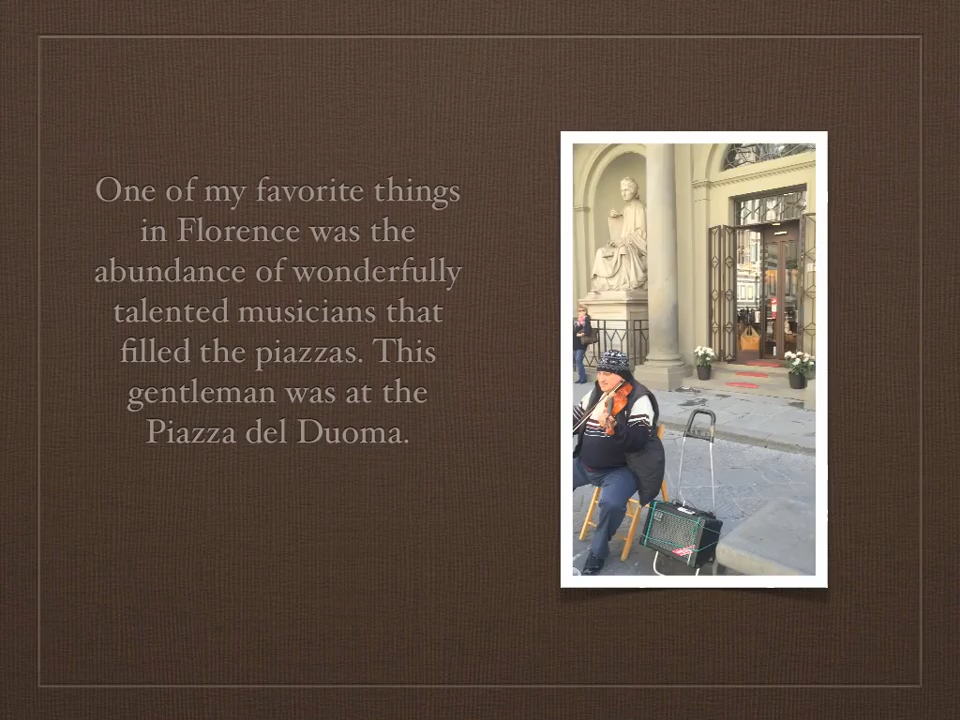 One of my favorite things
in Florence was the
abundance of wonderfully
talented musicians that
filled the piazzas. This
gentleman was at the
Piazza del Duoma.